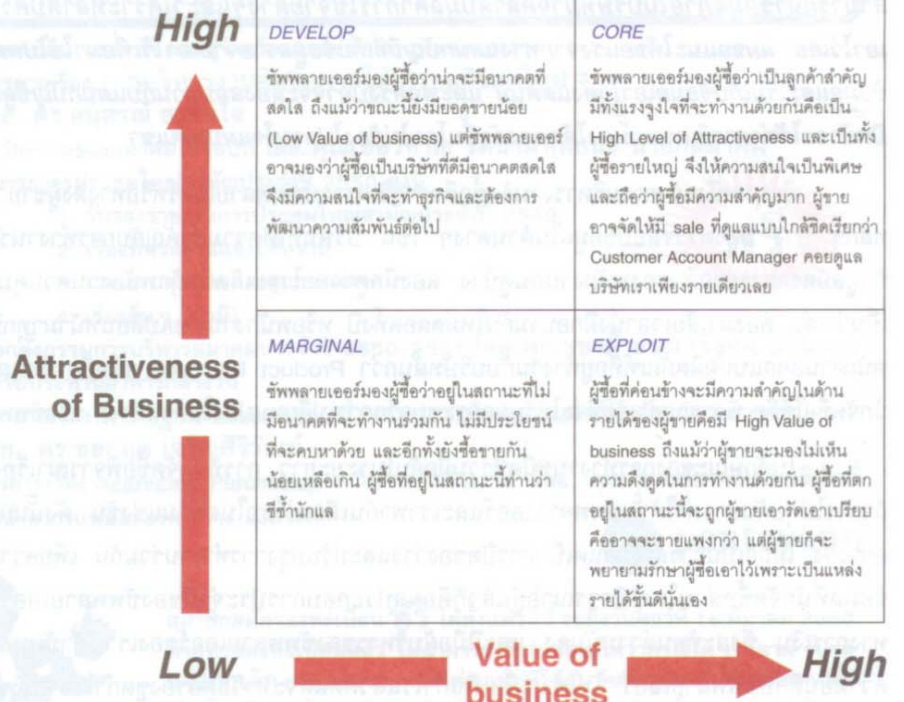 High
DEVELOP
ซัพพลายเออร์มองผู้ซื้อว่าน่าจะมีอนาคตที่
สดใส ถึงแม้ว่าขณะนี้ยังมียอดขายน้อย
(Low Value of Business) แต่ซัพพลายเออร์
อาจมองว่าผู้ซื้อเป็นบริษัทที่ดีมีอนาคตสดใส
จึงมีความสนใจที่จะทำธุรกิจและต้องการ
พัฒนาความสัมพันธ์ต่อไป
CORE
ซัพพลายเออร์มองผู้ซื้อว่าเป็นลูกค้าสำคัญ
มีทั้งแรงจูงใจที่จะทำงานด้วยกันคือเป็น
High Level of Attractiveness และเป็นทั้ง
ผู้ซื้อรายใหญ่ จึงให้ความสนใจเป็นพิเศษ
และถือว่าผู้ซื้อมีความสำคัญมาก ผู้ขาย
อาจจัดให้มี sale ที่ดูแลแบบใกล้ชิดเรียกว่า
Customer Account Manager คอยดูแล
บริษัทเราเพียงรายเดียวเลย
Attractiveness
of Business
MARGINAL
ซัพพลายเออร์มองผู้ซื้อว่าอยู่ในสถานะที่ไม่
มีอนาคตที่จะทำงานร่วมกัน ไม่มีประโยชน์
ที่จะคบหาด้วย และอีกทั้งยังซื้อขายกัน
น้อยเหลือเกิน ผู้ซื้อที่อยู่ในสถานะนี้ท่านว่า
ชีช้ำนักแล
EXPLOIT
ผู้ซื้อที่ค่อนข้างจะมีความสำคัญในด้าน
รายได้ของผู้ขายคือมี High Value of
business ถึงแม้ว่าผู้ขายจะมองไม่เห็น
ความดึงดูดในการทำงานด้วยกัน ผู้ซื้อที่ตก
อยู่ในสถานะนี้จะถูกผู้ขายเอารัดเอาเปรียบ
คืออาจจะขายแพงกว่า แต่ผู้ขายก็จะ
พยายามรักษาผู้ซื้อเอาไว้เพราะเป็นแหล่ง
รายได้ชั้นดีนั่นเอง
Low
Value of
business
High